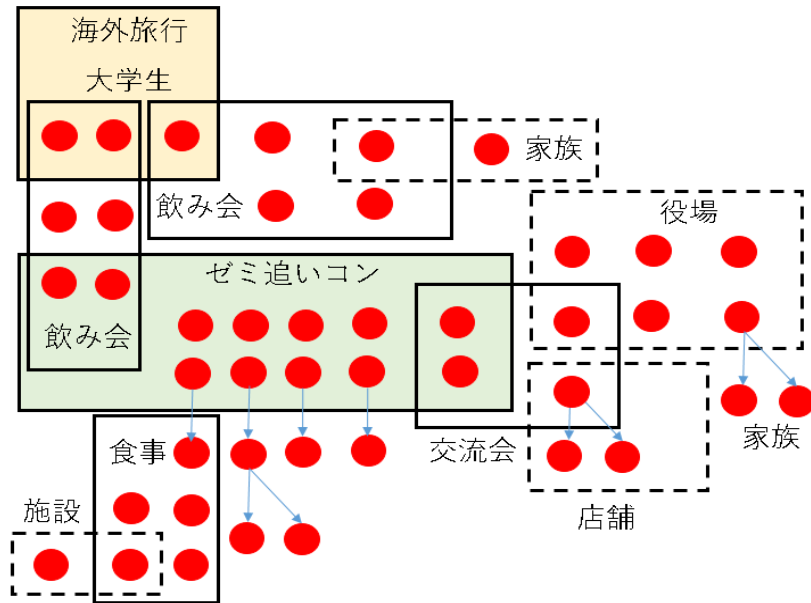 海外旅行
大学生
家族
飲み会
役場
ゼミ追いコン
飲み会
家族
食事
交流会
施設
店舗